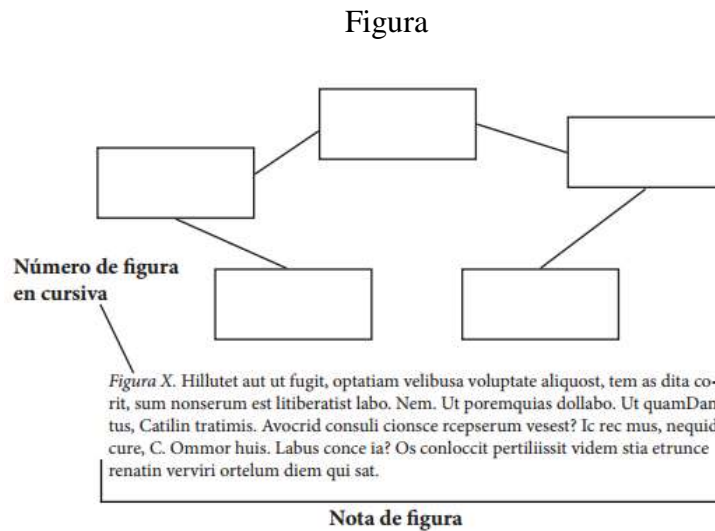 Figura
Número de figura
en cursiva
Figura X. Hillutet aut ut fugit, optatiam velibusa voluptate aliquost, tem as dita co-
rit, sum nonserum est litiberatist labo. Nem. Ut poremquias dollabo. Ut quamDan
tus, Catilin tratimis. Avocrid consuli cionsce rcepserum vesest? Ic rec mus, nequid
cure, C. Ommor huis. Labus conce ia? Os conloccit pertiliissit videm stia etrunce
renatin verviri ortelum diem qui sat.
Nota de figura